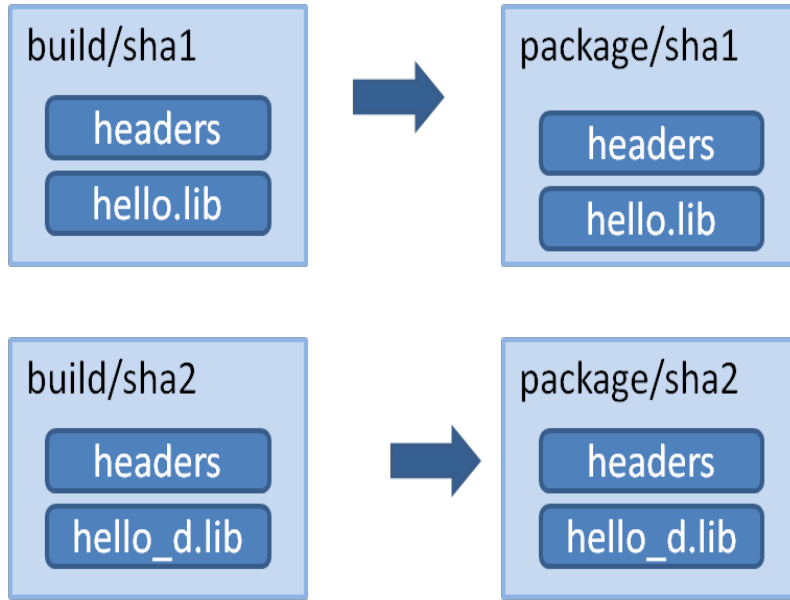 build/sha1
headers
hello.lib
package/sha1
headers
hello.lib
build/sha2
headers
hello_d.lib
package/sha2
headers
hello_d.lib